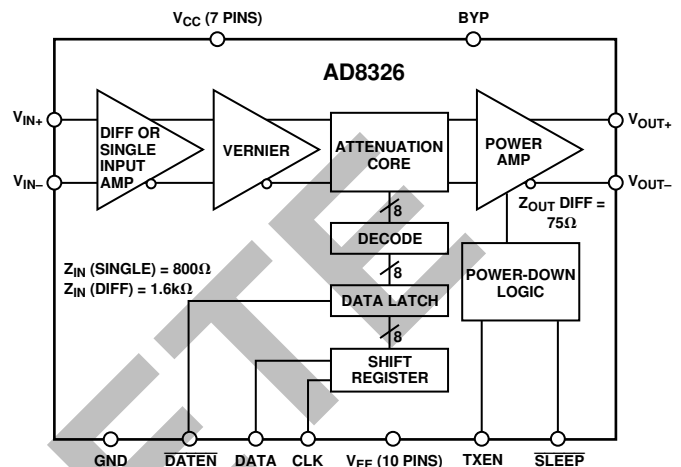 V_CC (7 PINS)
BYP
AD8326
V_IN+
V_IN–
DIFF OR
SINGLE
INPUT
AMP
VERNIER
ATTENUATION
CORE
POWER
AMP
V_OUT+
V_OUT–
Z_OUT DIFF =
75Ω
8
DECODE
8
DATA LATCH
8
SHIFT
REGISTER
Z_IN (SINGLE) = 800Ω
Z_IN (DIFF) = 1.6kΩ
POWER-DOWN
LOGIC
GND
D̅A̅T̅E̅N̅
DATA
CLK
V_EE (10 PINS)
TXEN
S̅L̅E̅E̅P̅
ETE